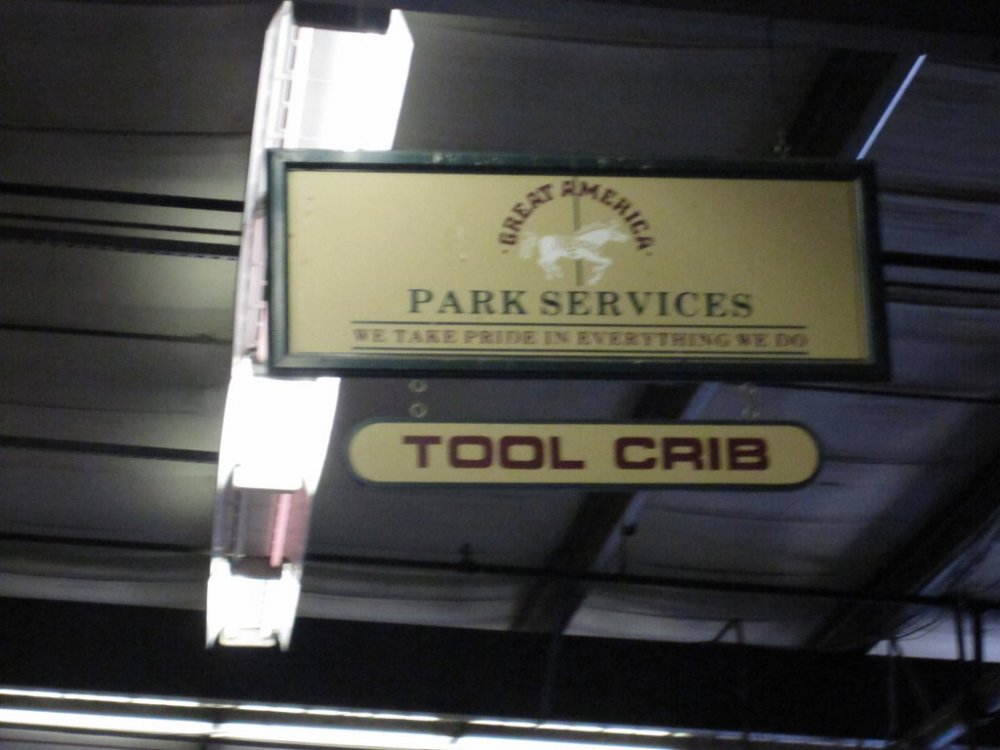 ·GREAT AMERICA·
PARK SERVICES
WE TAKE PRIDE IN EVERYTHING WE DO
TOOL CRIB